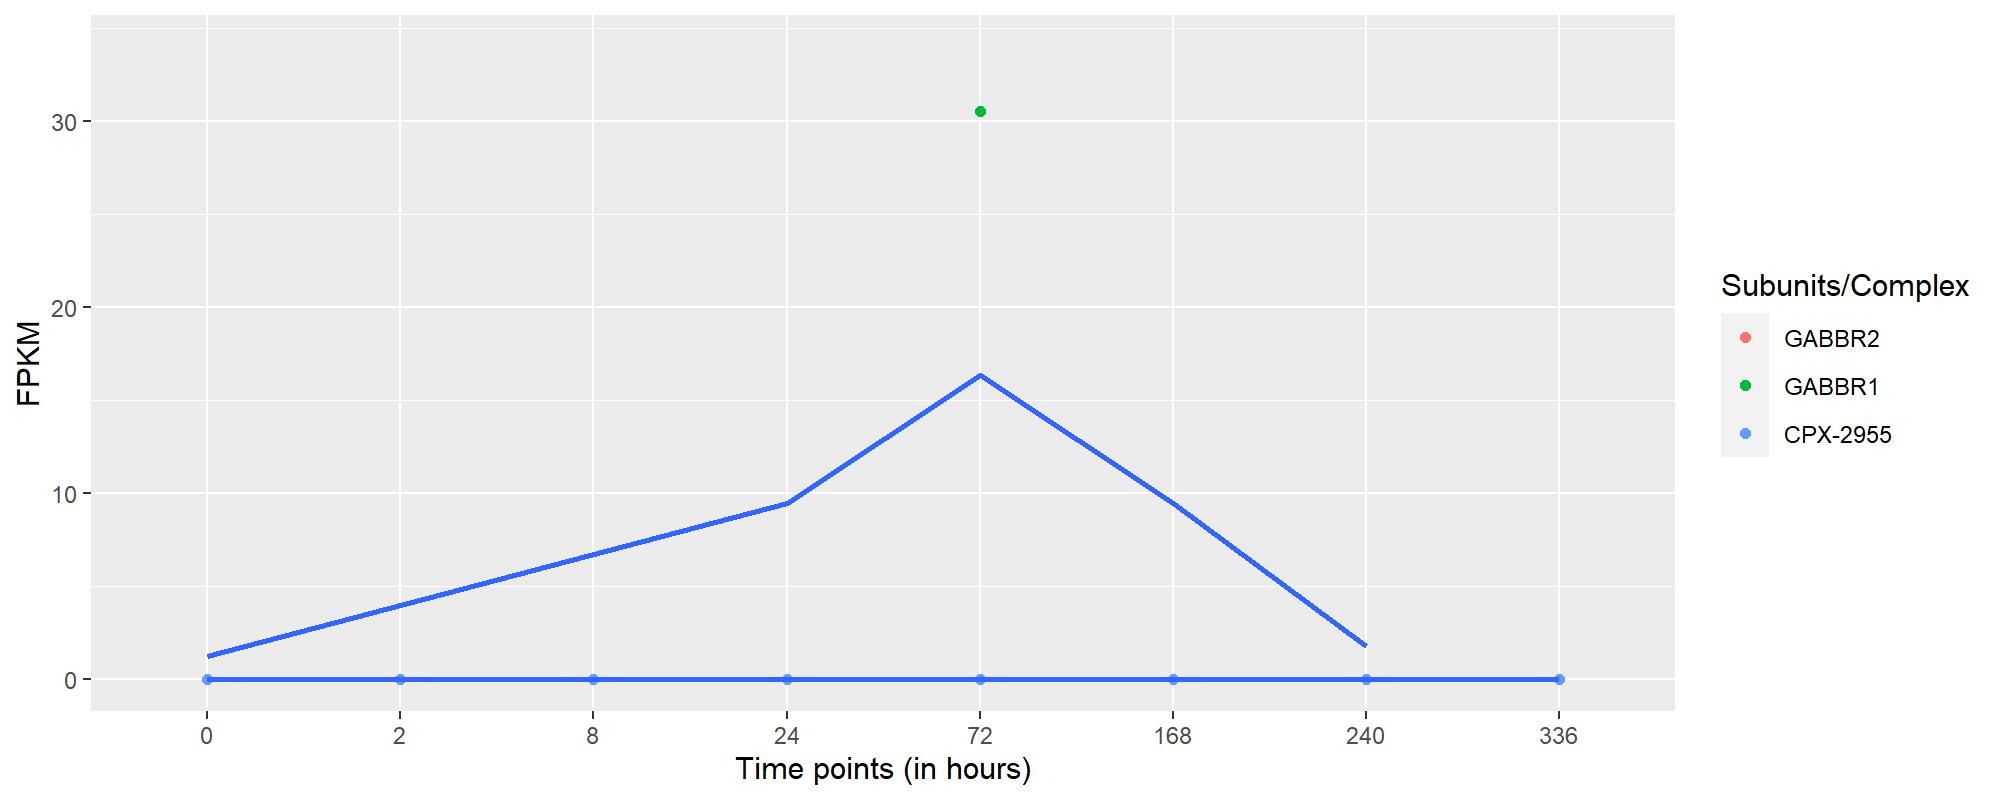 FPKM
30
20
10
0
0 2 8 24 72 168 240 336
Time points (in hours)
Subunits/Complex
GABBR2
GABBR1
CPX-2955